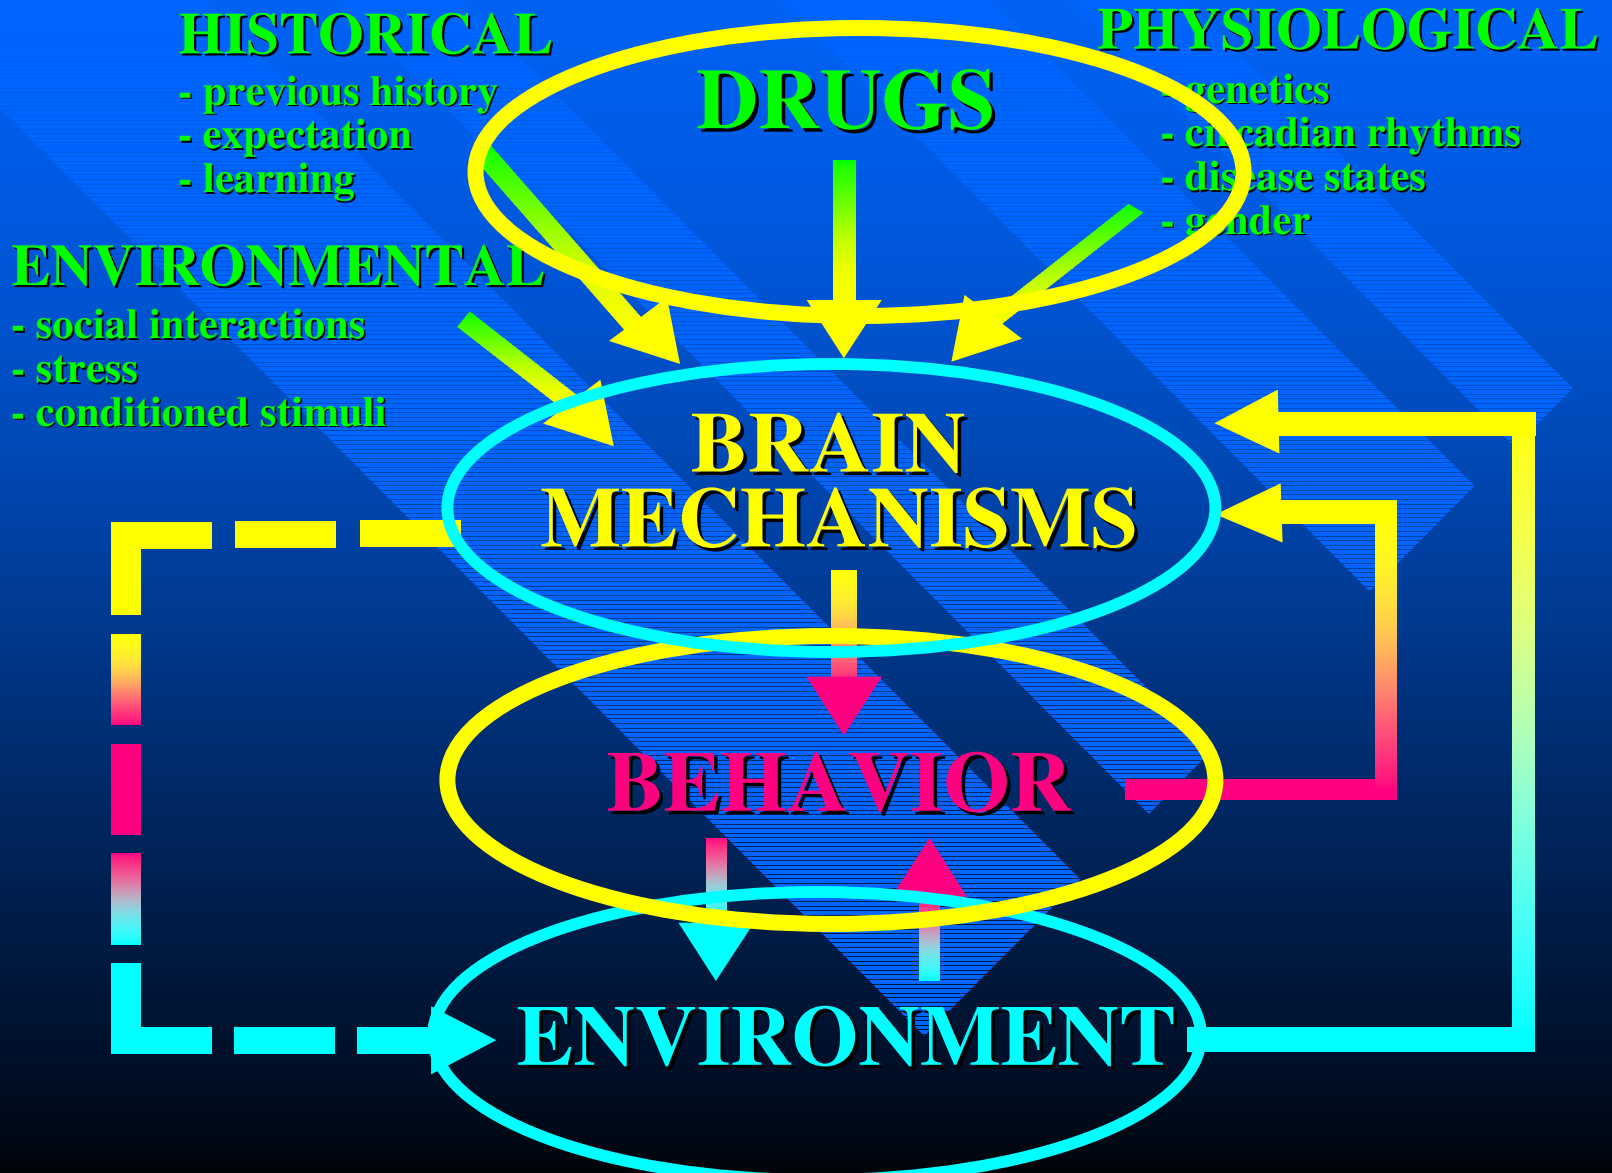 HISTORICAL
- previous history
- expectation
- learning
DRUGS
PHYSIOLOGICAL
- genetics
- circadian rhythms
- disease states
- gender
ENVIRONMENTAL
- social interactions
- stress
- conditioned stimuli
BRAIN
MECHANISMS
BEHAVIOR
ENVIRONMENT